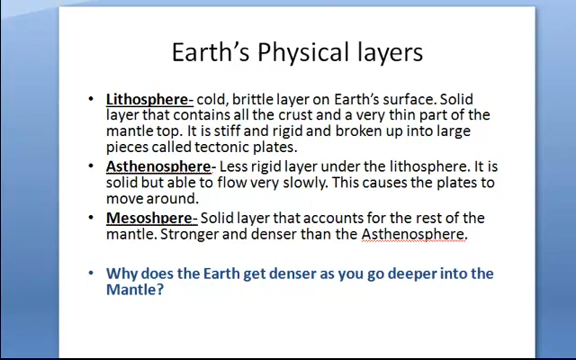 Earth's Physical layers
• Lithosphere- cold, brittle layer on Earth's surface. Solid
layer that contains all the crust and a very thin part of the
mantle top. It is stiff and rigid and broken up into large
pieces called tectonic plates.
• Asthenosphere- Less rigid layer under the lithosphere. It is
solid but able to flow very slowly. This causes the plates to
move around.
• Mesoshpere- Solid layer that accounts for the rest of the
mantle. Stronger and denser than the Asthenosphere.
• Why does the Earth get denser as you go deeper into the
Mantle?